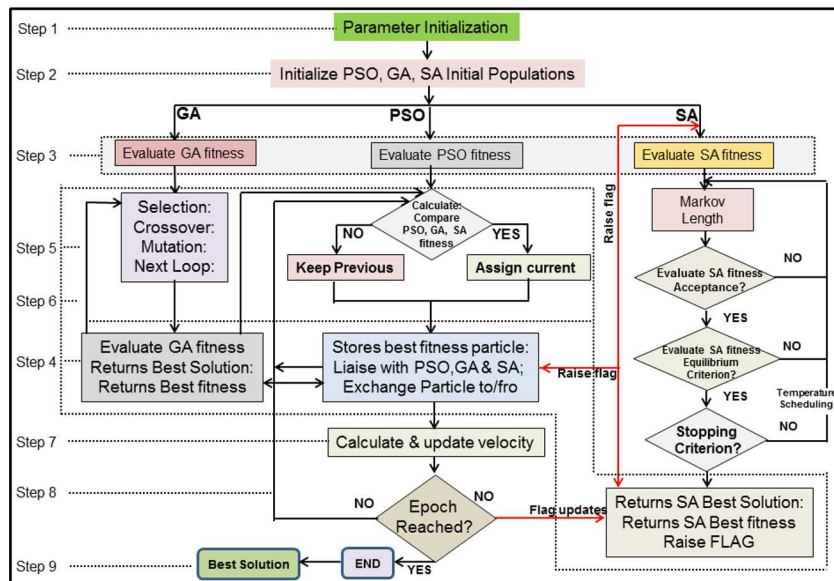 Step 1
Parameter Initialization
Step 2
Initialize PSO, GA, SA Initial Populations
GA
PSO
SA
Step 3
Evaluate GA fitness
Evaluate PSO fitness
Evaluate SA fitness
Raise flag
Selection:
Crossover:
Mutation:
Next Loop:
Calculate:
Compare
PSO, GA, SA
fitness
NO
YES
Markov
Length
Step 5
Keep Previous
Assign current
Evaluate SA fitness
Acceptance?
NO
YES
Step 6
Step 4
Evaluate GA fitness
Returns Best Solution:
Returns Best fitness
Stores best fitness particle:
Liaise with PSO,GA & SA;
Exchange Particle to/fro
Raise flag
Evaluate SA fitness
Equilibrium
Criterion?
NO
YES
Temperature
Scheduling
Step 7
Calculate & update velocity
Stopping
Criterion?
NO
Step 8
NO
NO
Epoch
Reached?
Flag updates
Returns SA Best Solution:
Returns SA Best fitness
Raise FLAG
Step 9
Best Solution
END
YES